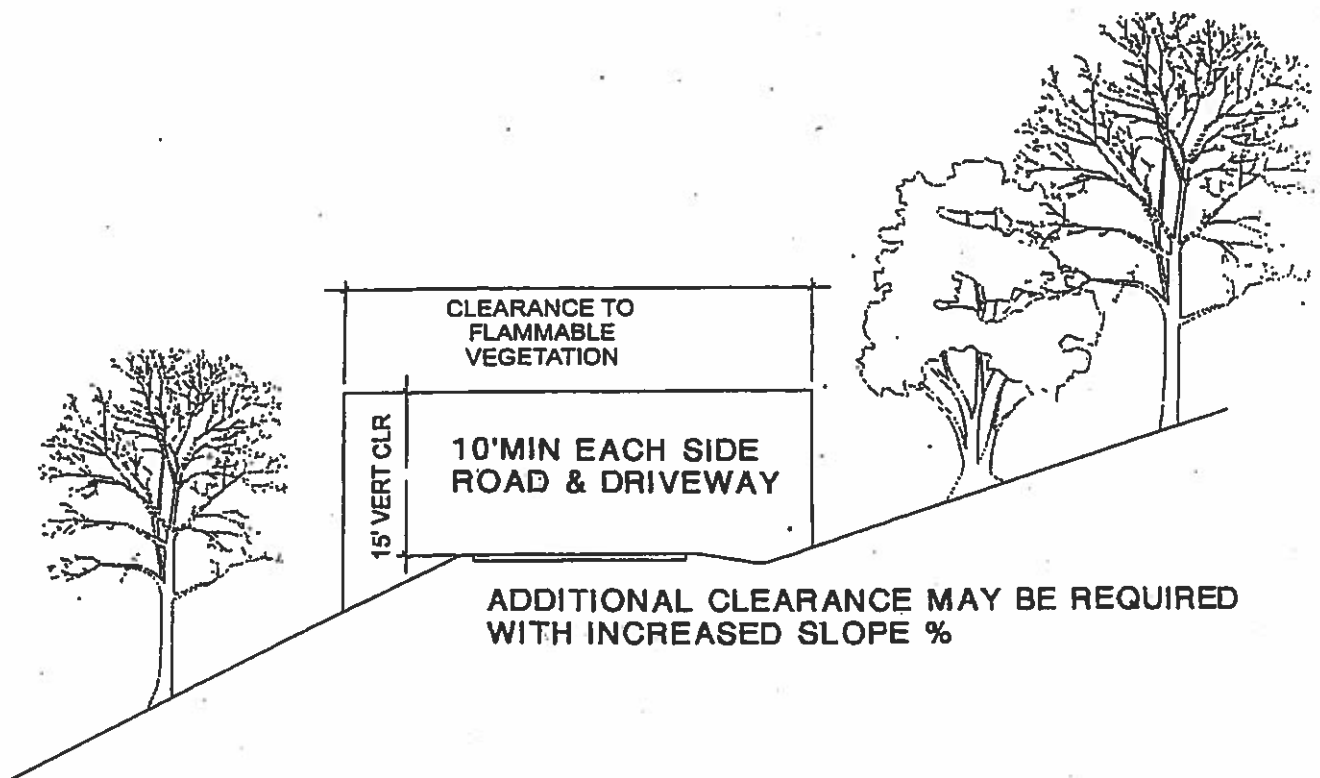 CLEARANCE TO
FLAMMABLE
VEGETATION
15' VERT CLR
10'MIN EACH SIDE
ROAD & DRIVEWAY
ADDITIONAL CLEARANCE MAY BE REQUIRED
WITH INCREASED SLOPE %